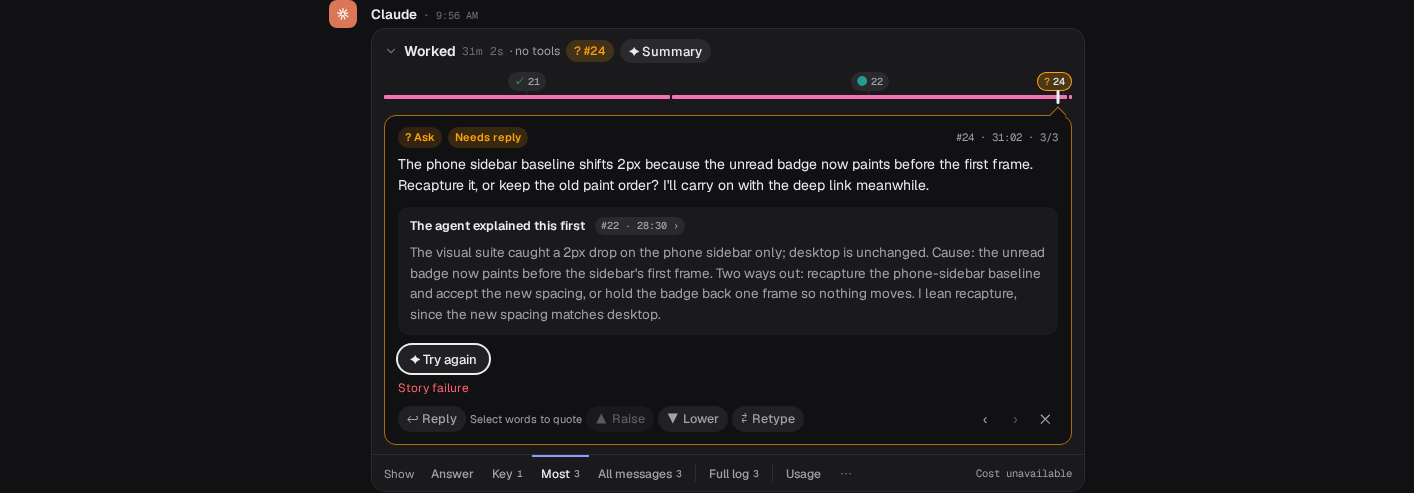 Claude · 9:56 AM
Worked 31m 2s · no tools ? #24 ✦ Summary
✓ 21 22 ? 24
? Ask Needs reply #24 · 31:02 · 3/3
The phone sidebar baseline shifts 2px because the unread badge now paints before the first frame.
Recapture it, or keep the old paint order? I'll carry on with the deep link meanwhile.
The agent explained this first #22 · 28:30 ›
The visual suite caught a 2px drop on the phone sidebar only; desktop is unchanged. Cause: the unread
badge now paints before the sidebar's first frame. Two ways out: recapture the phone-sidebar baseline
and accept the new spacing, or hold the badge back one frame so nothing moves. I lean recapture,
since the new spacing matches desktop.
✦ Try again
Story failure
↩ Reply Select words to quote ▲ Raise ▼ Lower ⇄ Retype ‹ › ×
Show Answer Key 1 Most 3 All messages 3 Full log 3 Usage ··· Cost unavailable